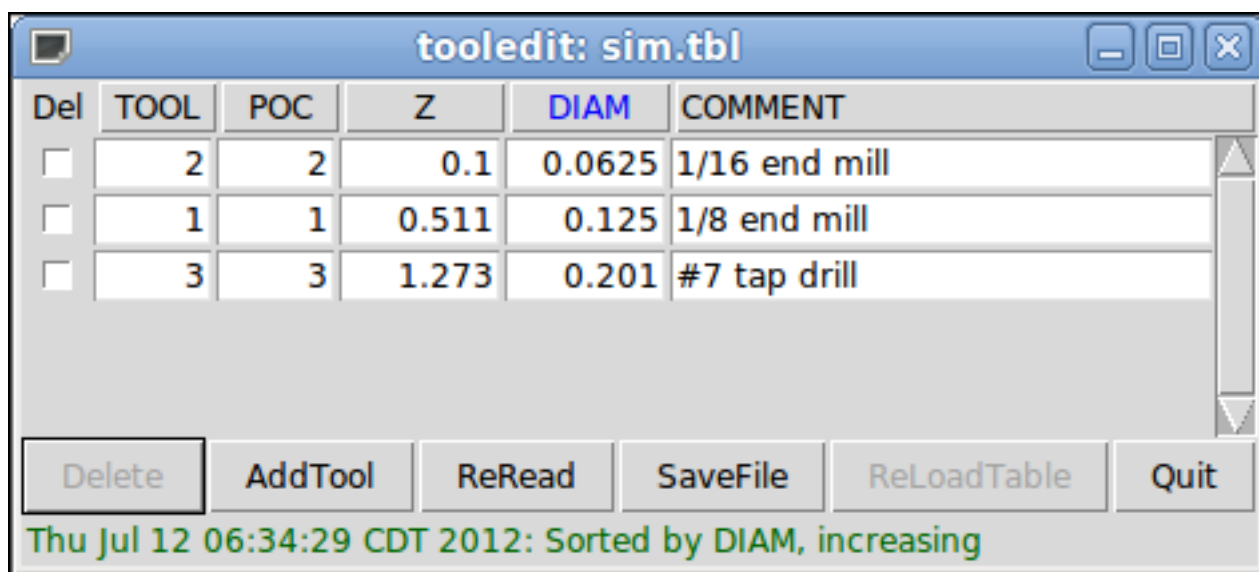 tooledit: sim.tbl
Del TOOL POC Z DIAM COMMENT
2 2 0.1 0.0625 1/16 end mill
1 1 0.511 0.125 1/8 end mill
3 3 1.273 0.201 #7 tap drill
Delete AddTool ReRead SaveFile ReLoadTable Quit
Thu Jul 12 06:34:29 CDT 2012: Sorted by DIAM, increasing